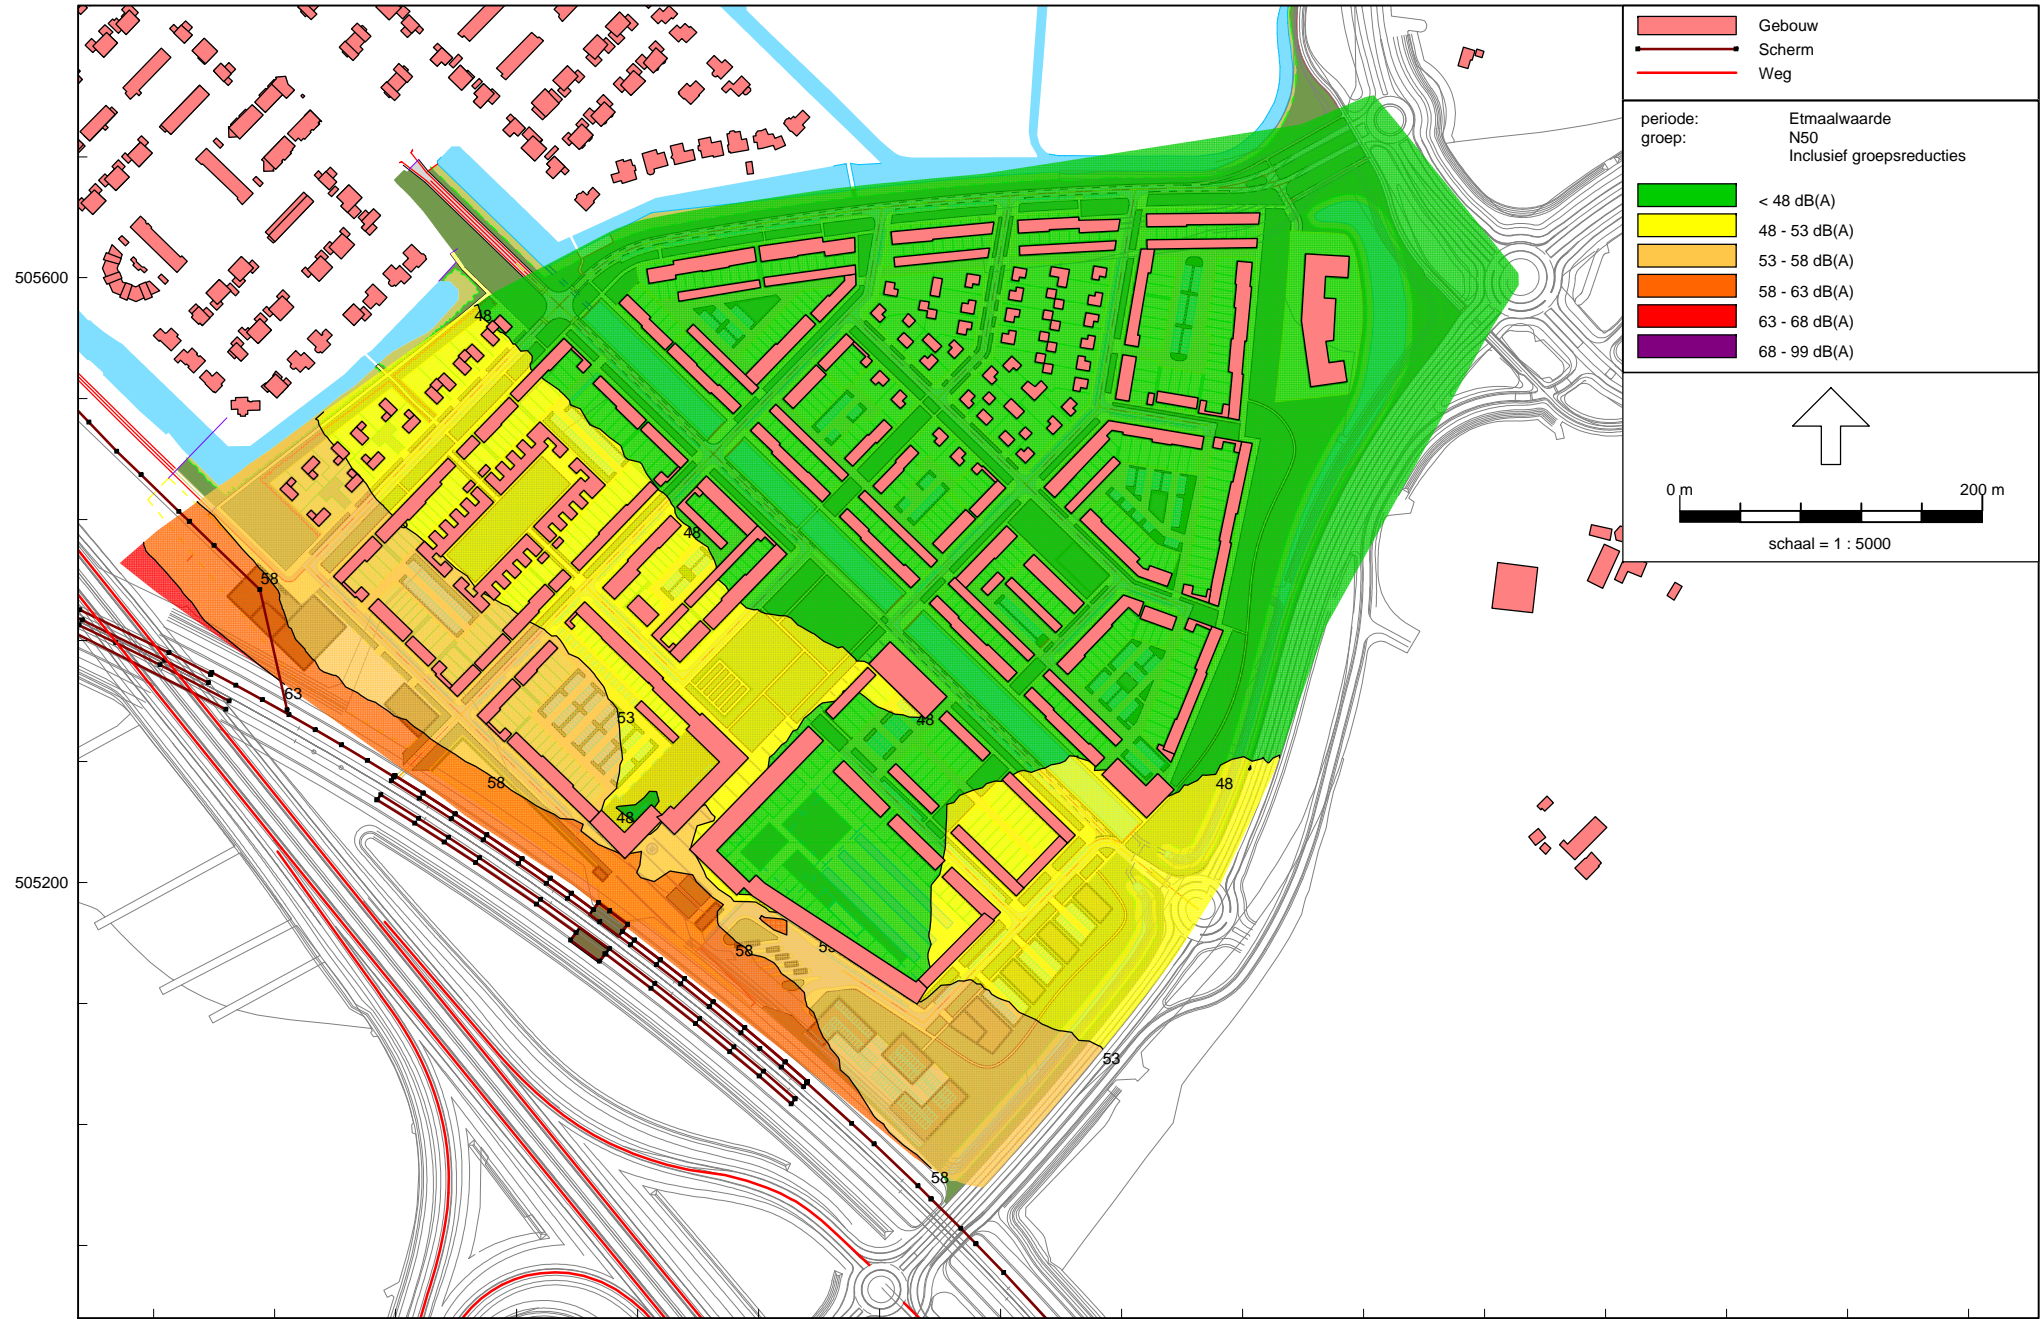 Gebouw
Scherm
Weg
periode: Etmaalwaarde
groep: N50
Inclusief groepsreducties
< 48 dB(A)
48 - 53 dB(A)
53 - 58 dB(A)
58 - 63 dB(A)
63 - 68 dB(A)
68 - 99 dB(A)
0 m 200 m
schaal = 1 : 5000
505600
48
48
58
63
53
48
58
48
48
505200
58
53
58